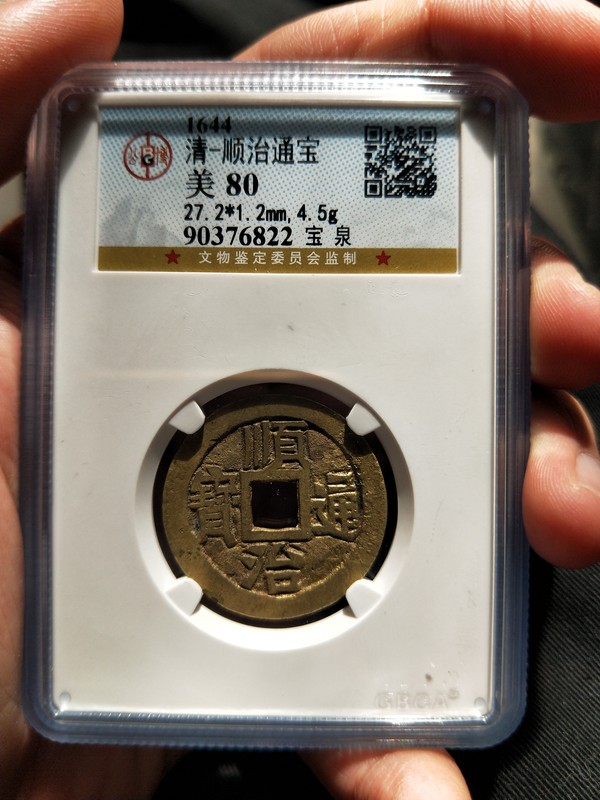 1644
清-顺治通宝
美 80
27.2*1.2mm,4.5g
90376822 宝 泉
★ 文物鉴定委员会监制 ★
順
寶 通
治